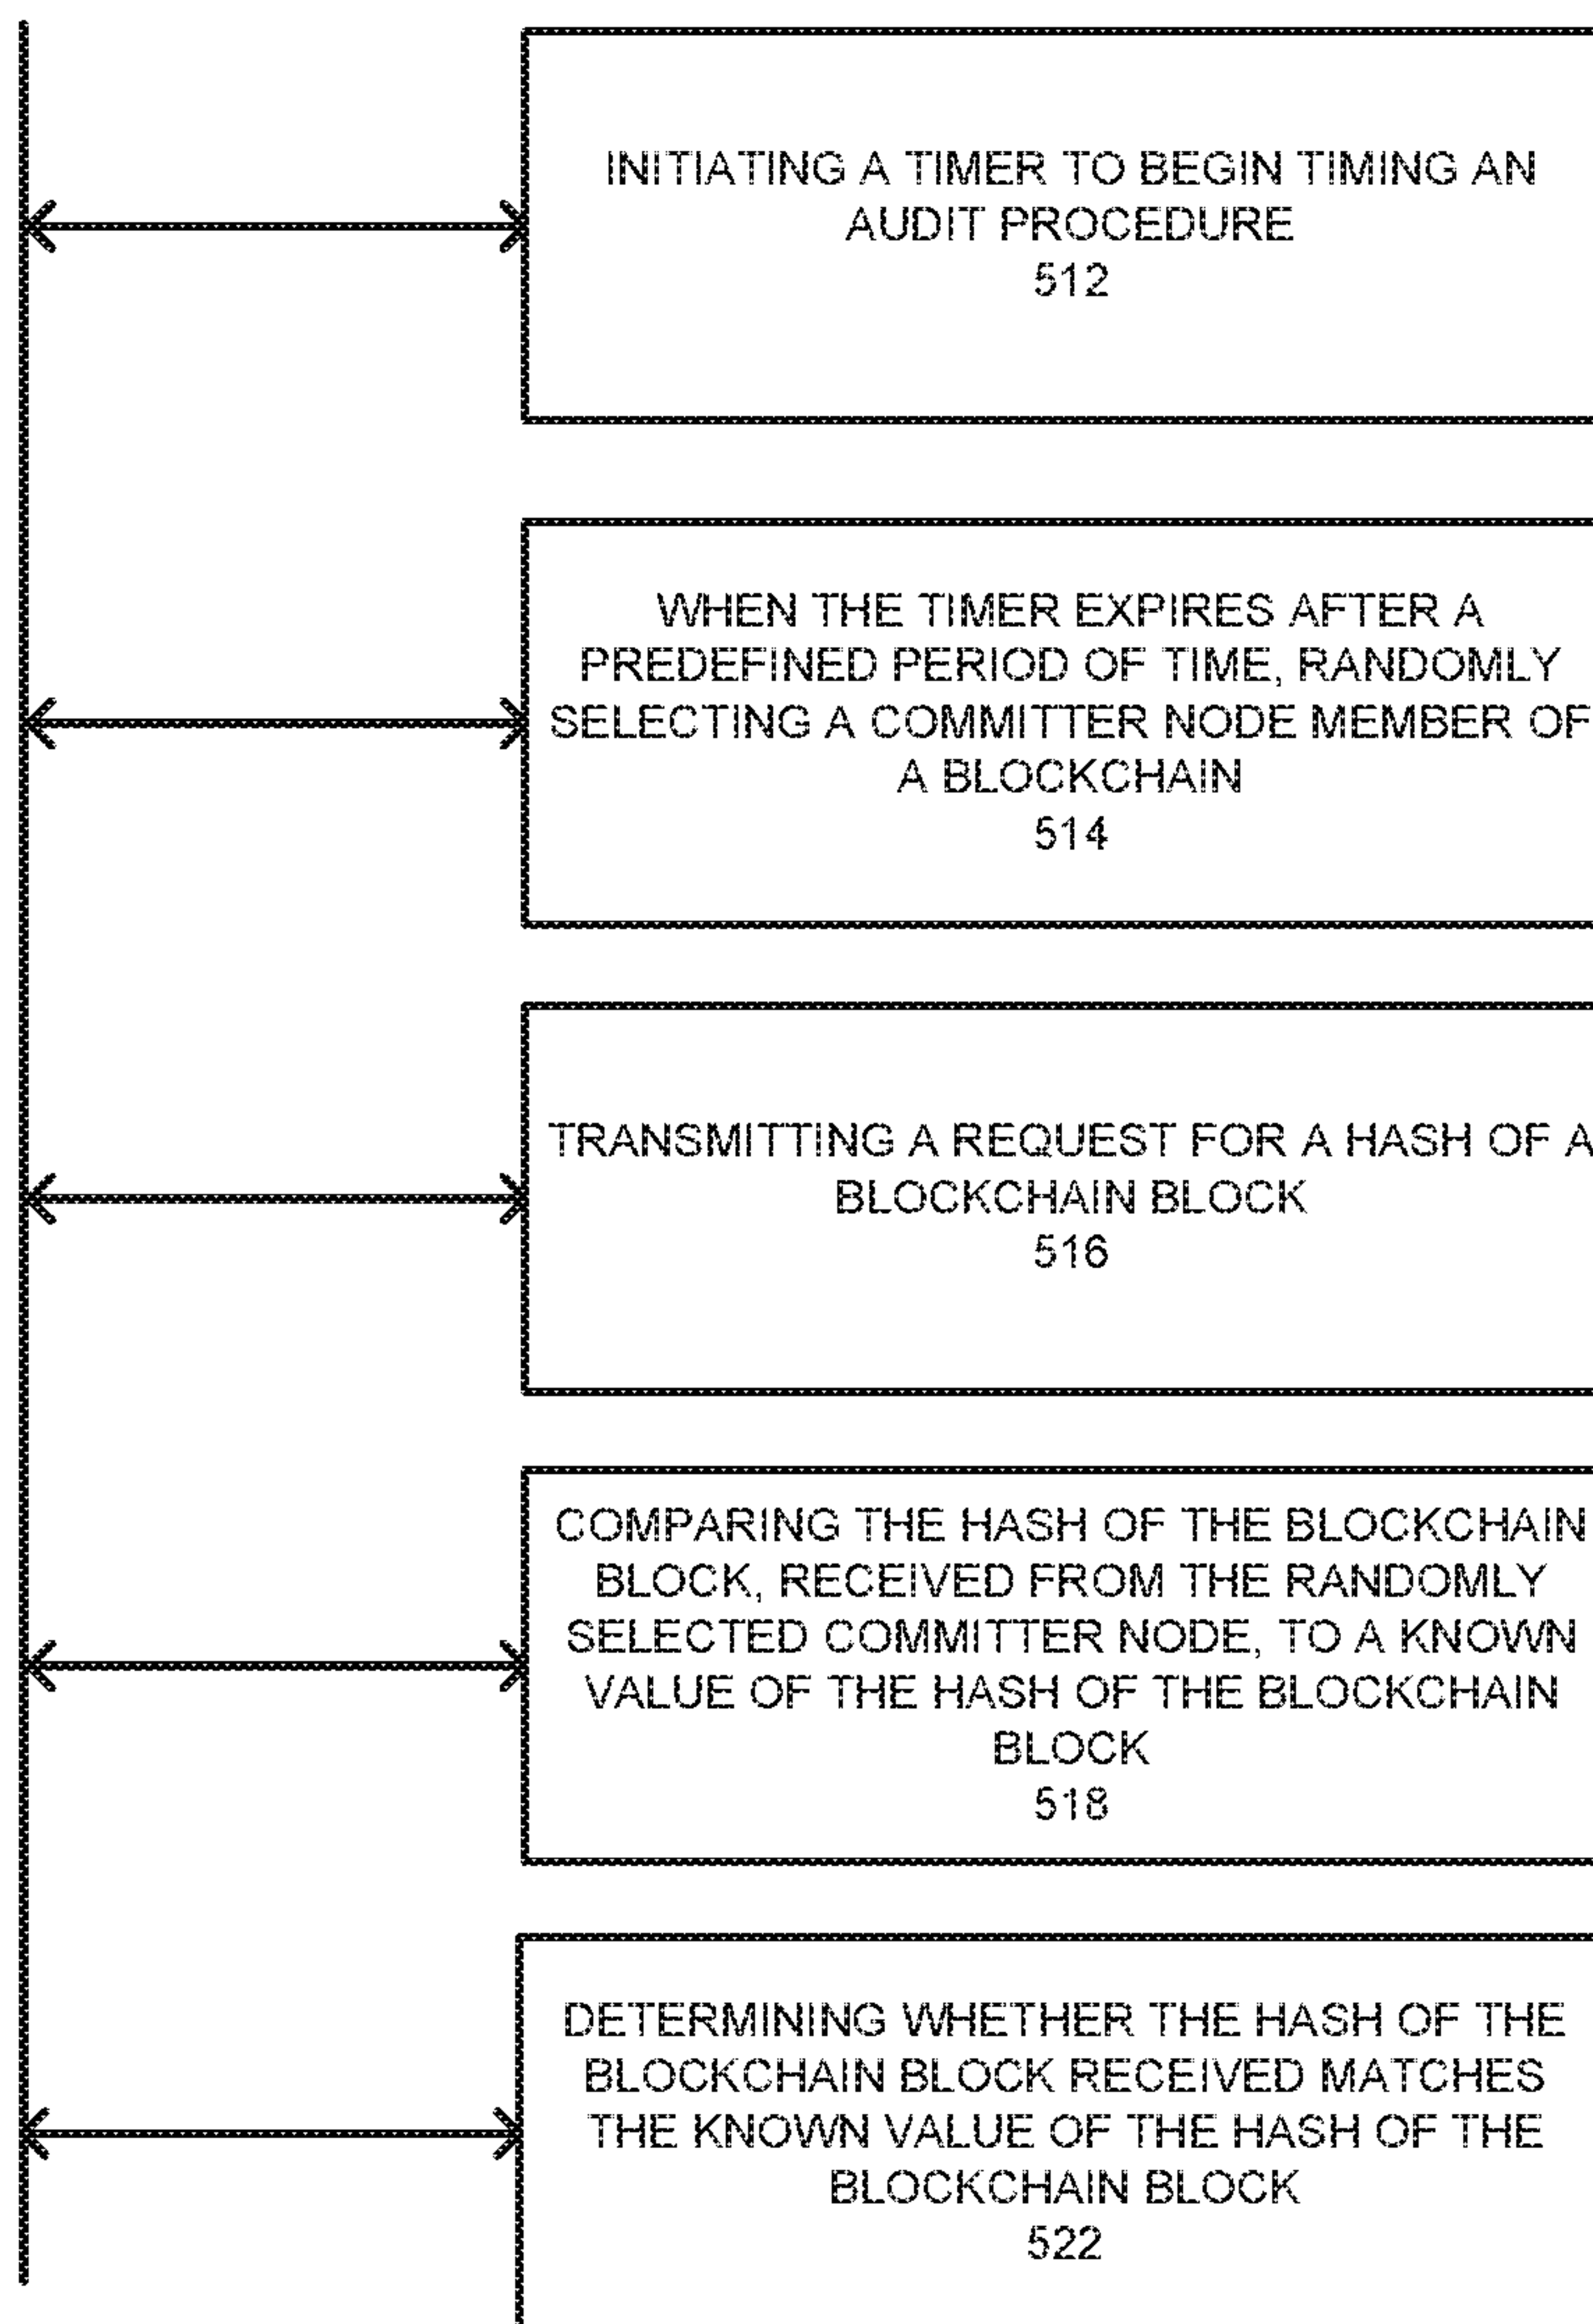 INITIATING A TIMER TO BEGIN TIMING AN
AUDIT PROCEDURE
512
WHEN THE TIMER EXPIRES AFTER A
PREDEFINED PERIOD OF TIME, RANDOMLY
SELECTING A COMMITTER NODE MEMBER OF
A BLOCKCHAIN
514
TRANSMITTING A REQUEST FOR A HASH OF A
BLOCKCHAIN BLOCK
516
COMPARING THE HASH OF THE BLOCKCHAIN
BLOCK, RECEIVED FROM THE RANDOMLY
SELECTED COMMITTER NODE, TO A KNOWN
VALUE OF THE HASH OF THE BLOCKCHAIN
BLOCK
518
DETERMINING WHETHER THE HASH OF THE
BLOCKCHAIN BLOCK RECEIVED MATCHES
THE KNOWN VALUE OF THE HASH OF THE
BLOCKCHAIN BLOCK
522